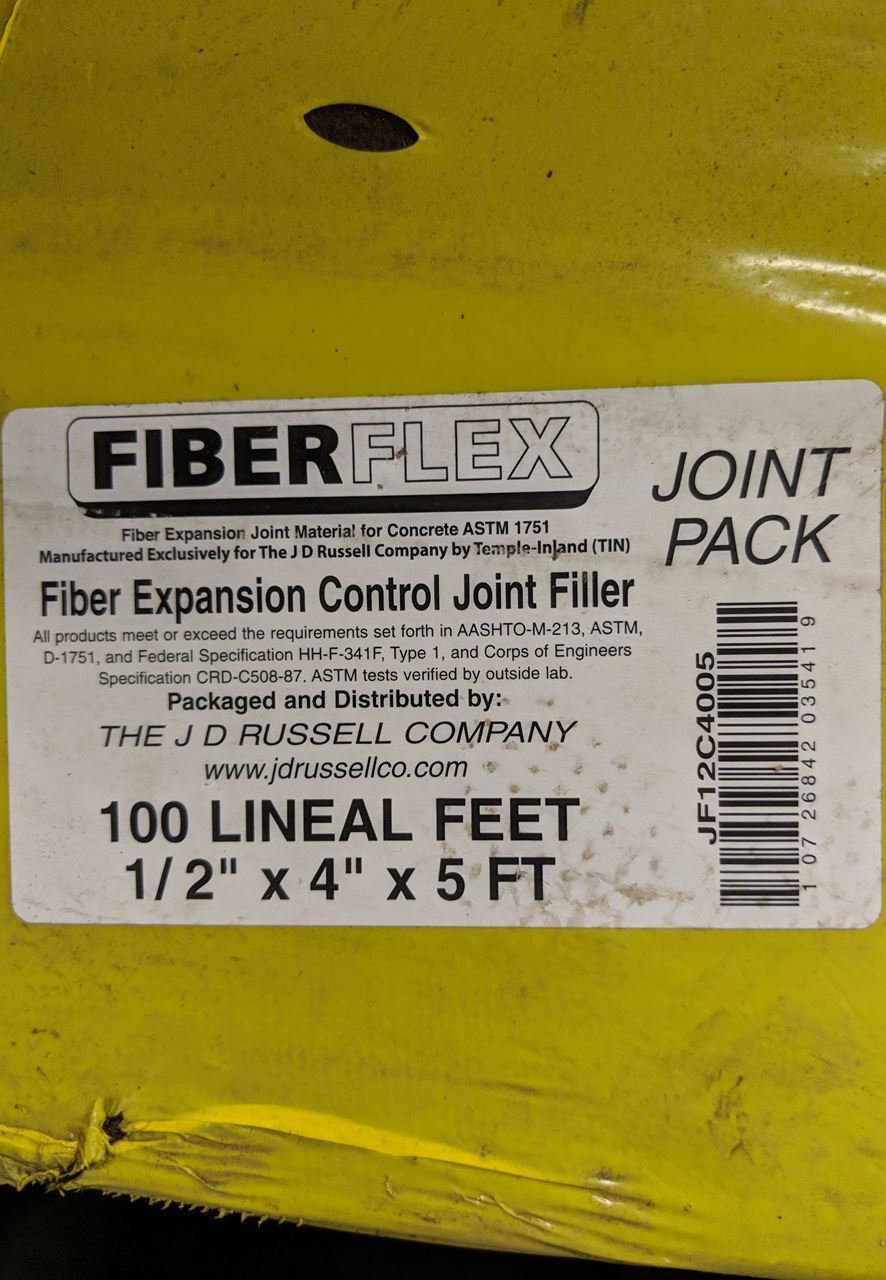 FIBERFLEX
JOINT
PACK
Fiber Expansion Joint Material for Concrete ASTM 1751
Manufactured Exclusively for The J D Russell Company by Temple-Inland (TIN)
Fiber Expansion Control Joint Filler
All products meet or exceed the requirements set forth in AASHTO-M-213, ASTM,
D-1751, and Federal Specification HH-F-341F, Type 1, and Corps of Engineers
Specification CRD-C508-87. ASTM tests verified by outside lab.
Packaged and Distributed by:
THE J D RUSSELL COMPANY
www.jdrussellco.com
100 LINEAL FEET
1/2" x 4" x 5 FT
JF12C4005
1 07 26842 03541 9